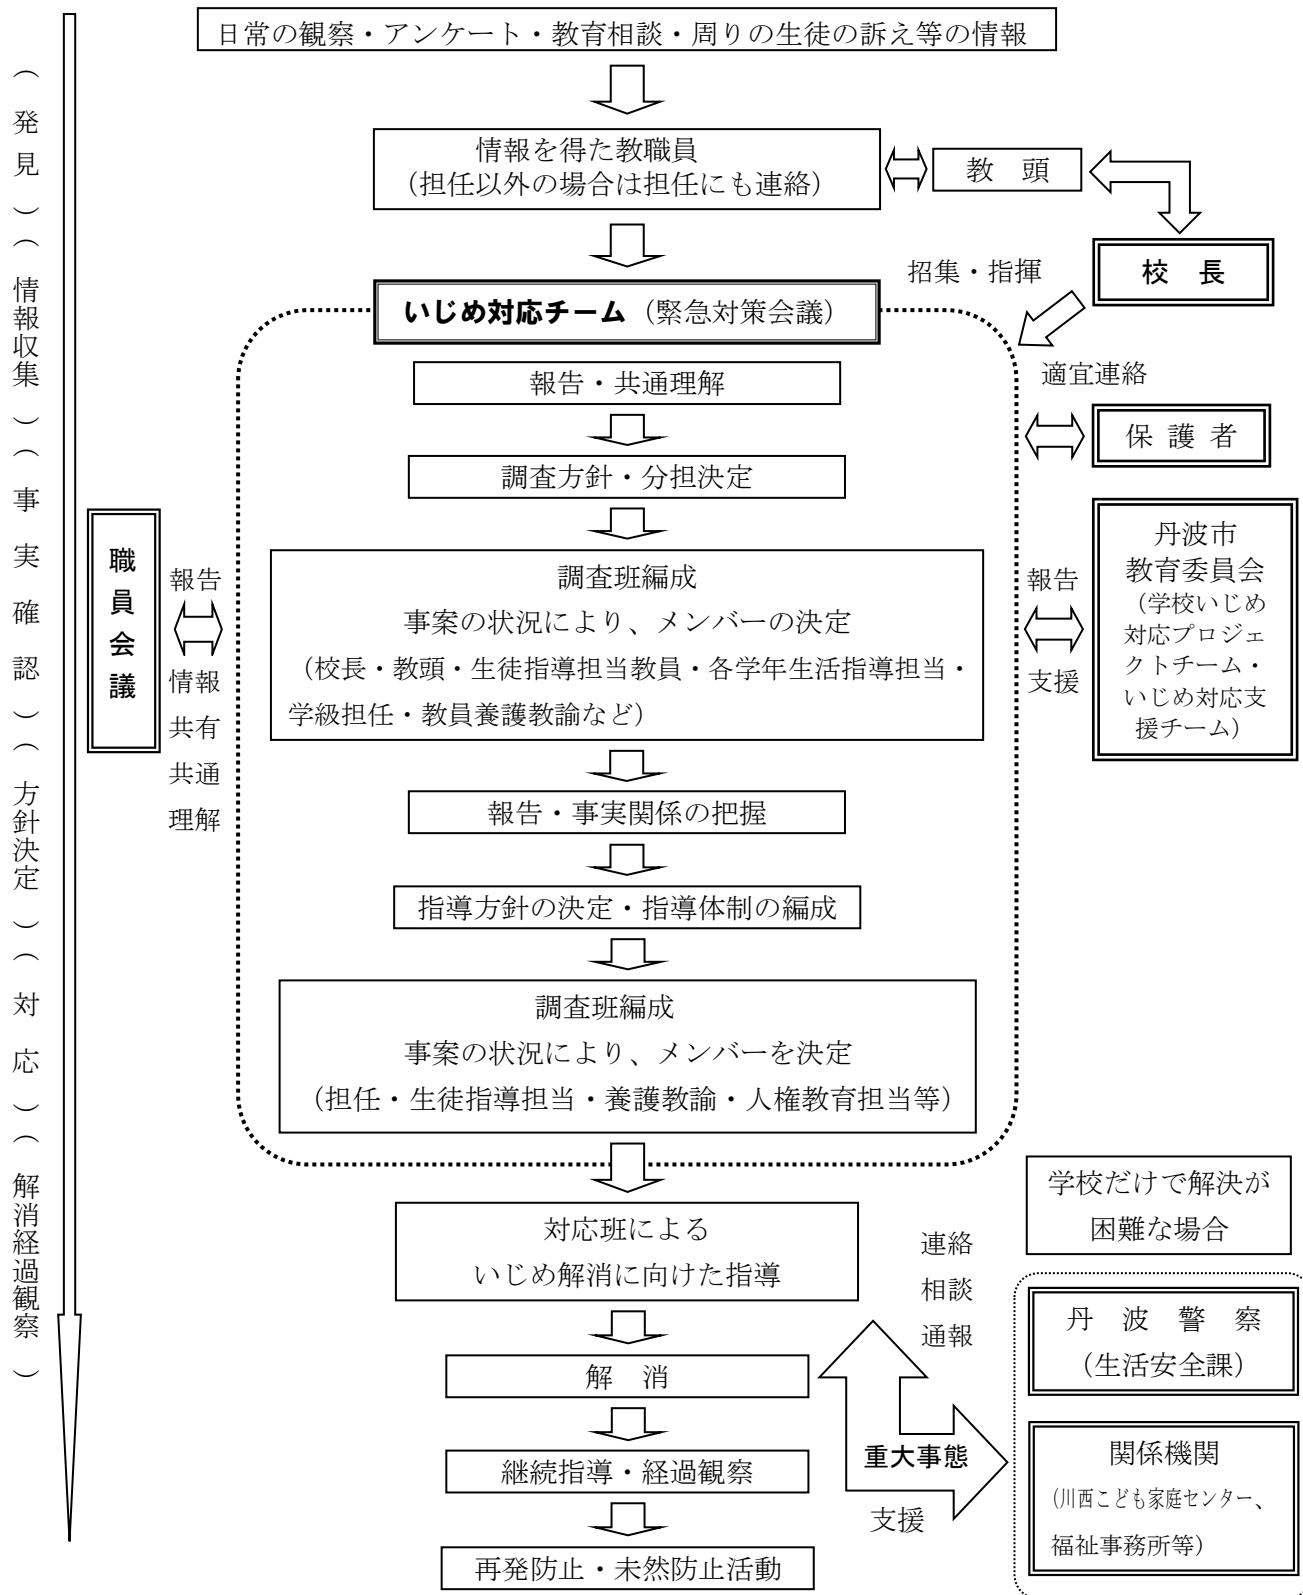 日常の観察・アンケート・教育相談・周りの生徒の訴え等の情報
情報を得た教職員
（担任以外の場合は担任にも連絡）
教　頭
校　長
招集・指揮
いじめ対応チーム（緊急対策会議）
報告・共通理解
適宜連絡
保 護 者
調査方針・分担決定
調査班編成
事案の状況により、メンバーの決定
（校長・教頭・生徒指導担当教員・各学年生活指導担当・
学級担任・教員養護教諭など）
職員会議
報告
情報
共有
共通
理解
報告
支援
丹波市
教育委員会
（学校いじめ
対応プロジェ
クトチーム・
いじめ対応支
援チーム）
報告・事実関係の把握
指導方針の決定・指導体制の編成
調査班編成
事案の状況により、メンバーを決定
（担任・生徒指導担当・養護教諭・人権教育担当等）
対応班による
いじめ解消に向けた指導
解　消
継続指導・経過観察
再発防止・未然防止活動
連絡
相談
通報
重大事態
支援
学校だけで解決が
困難な場合
丹　波　警　察
（生活安全課）
関係機関
（川西こども家庭センター、
福祉事務所等）
（発見）（情報収集）（事実確認）（方針決定）（対応）（解消経過観察）